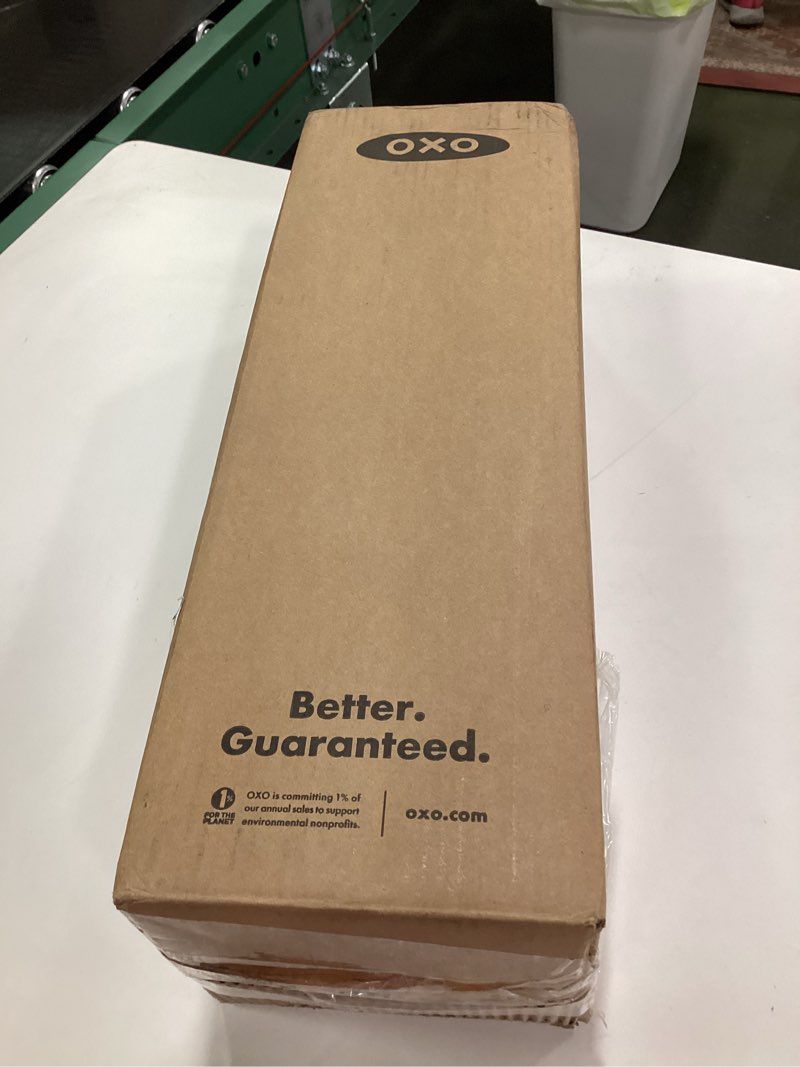 OXO
Better.
Guaranteed.
1%
FOR THE
PLANET
OXO is committing 1% of
our annual sales to support
environmental nonprofits.
oxo.com